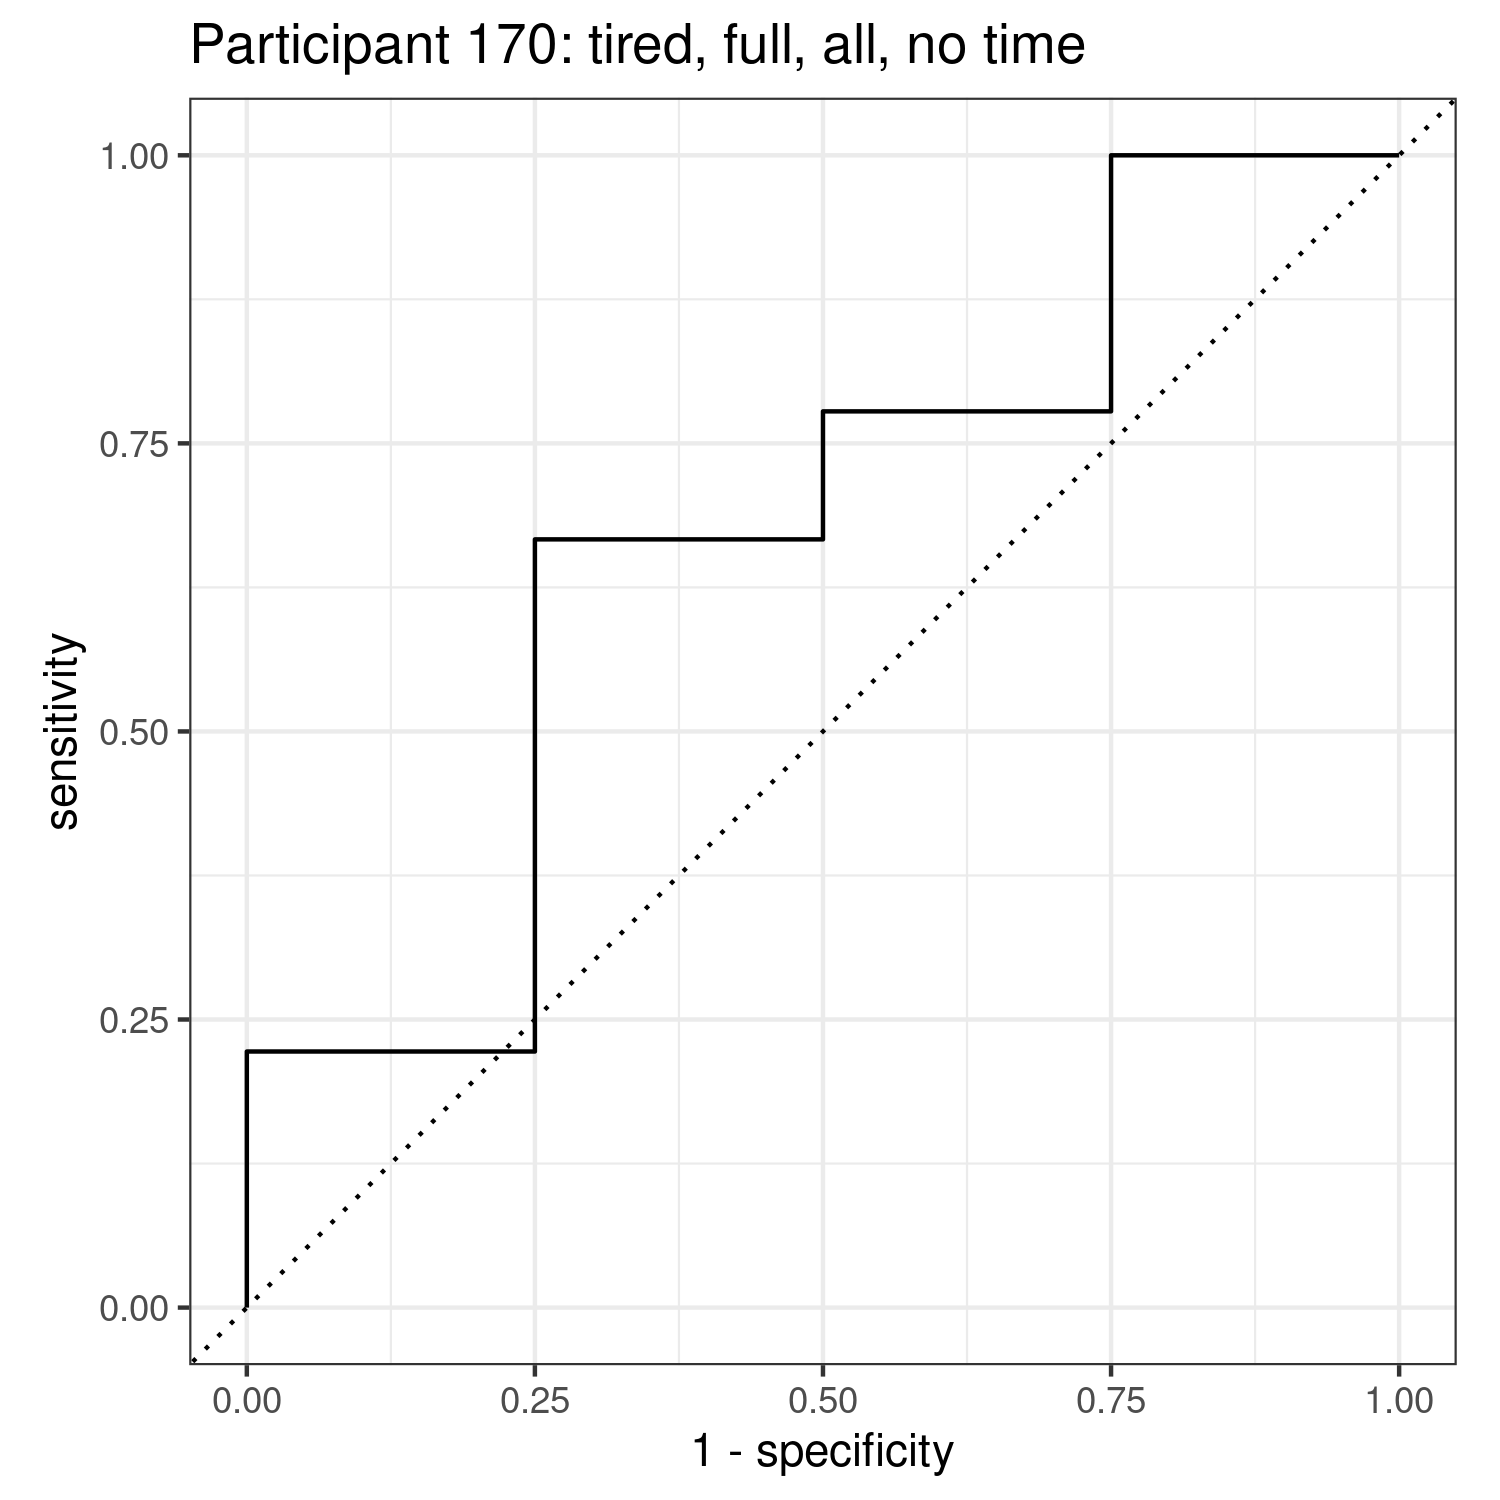 Participant 170: tired, full, all, no time
1.00
0.75
0.50
0.25
0.00
sensitivity
0.00 0.25 0.50 0.75 1.00
1 - specificity